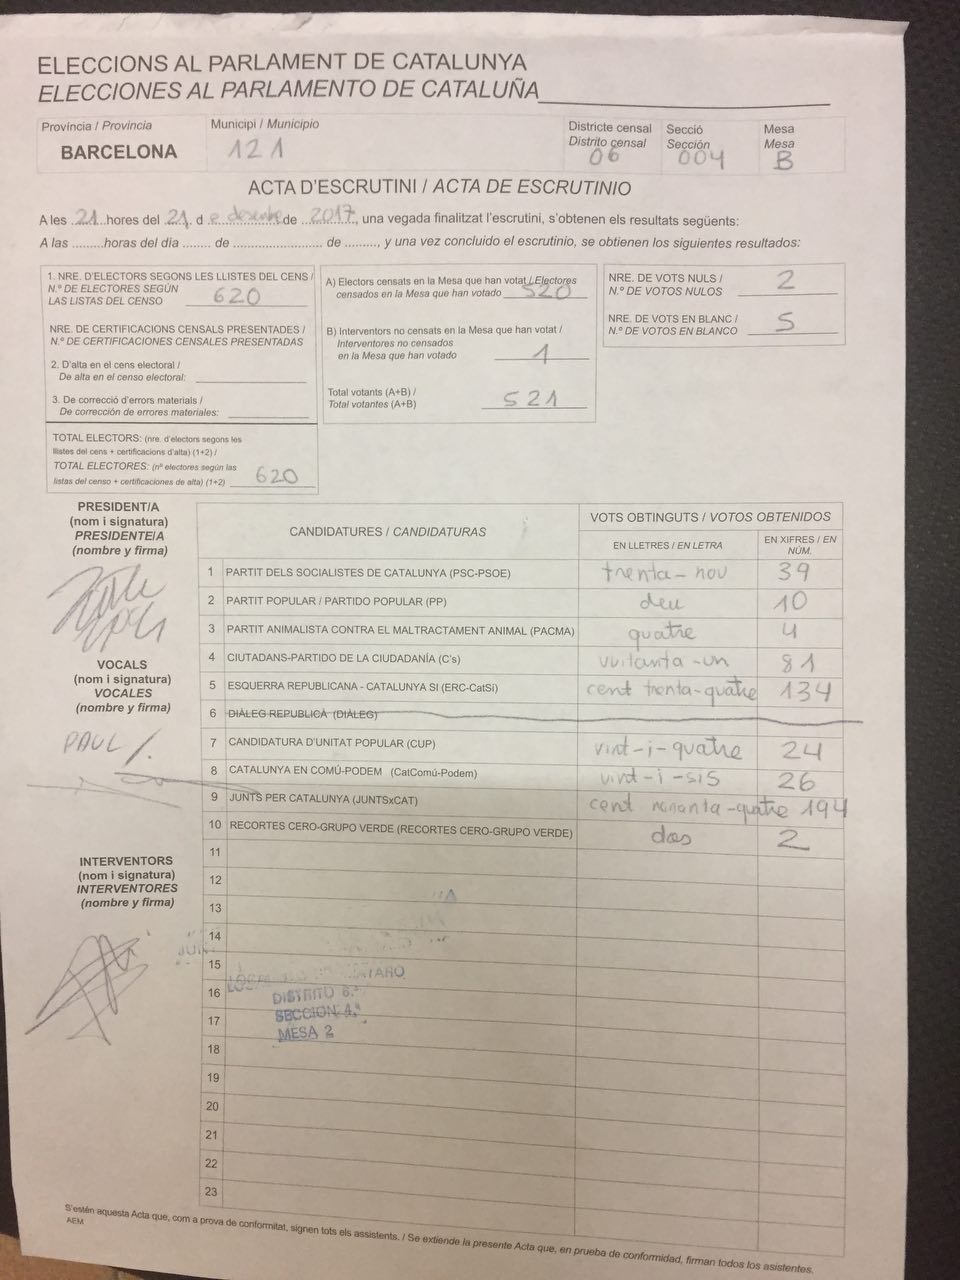 ELECCIONS AL PARLAMENT DE CATALUNYA
ELECCIONES AL PARLAMENTO DE CATALUÑA
Província / Provincia
BARCELONA
Municipi / Municipio
121
Districte censal
Distrito censal
06
Secció
Sección
004
Mesa
Mesa
B
ACTA D'ESCRUTINI / ACTA DE ESCRUTINIO
A les 21 hores del 21 d e desembre de 2017, una vegada finalitzat l'escrutini, s'obtenen els resultats següents:
A las .........horas del día ....... de ...................... de ........., y una vez concluido el escrutinio, se obtienen los siguientes resultados:
1. NRE. D'ELECTORS SEGONS LES LLISTES DEL CENS /
N.º DE ELECTORES SEGÚN
LAS LISTAS DEL CENSO 620
NRE. DE CERTIFICACIONS CENSALS PRESENTADES /
N.º DE CERTIFICACIONES CENSALES PRESENTADAS
2. D'alta en el cens electoral /
De alta en el censo electoral:
3. De correcció d'errors materials /
De corrección de errores materiales:
TOTAL ELECTORS: (nre. d'electors segons les
llistes del cens + certificacions d'alta) (1+2) /
TOTAL ELECTORES: (nº electores según las
listas del censo + certificaciones de alta) (1+2) 620
A) Electors censats en la Mesa que han votat / Electores
censados en la Mesa que han votado 520
B) Interventors no censats en la Mesa que han votat /
Interventores no censados
en la Mesa que han votado 1
Total votants (A+B) /
Total votantes (A+B) 521
NRE. DE VOTS NULS /
N.º DE VOTOS NULOS 2
NRE. DE VOTS EN BLANC /
N.º DE VOTOS EN BLANCO 5
PRESIDENT/A
(nom i signatura)
PRESIDENTE/A
(nombre y firma)
VOCALS
(nom i signatura)
VOCALES
(nombre y firma)
PAUL
INTERVENTORS
(nom i signatura)
INTERVENTORES
(nombre y firma)
CANDIDATURES / CANDIDATURAS
VOTS OBTINGUTS / VOTOS OBTENIDOS
EN LLETRES / EN LETRA
EN XIFRES / EN
NÚM.
1 PARTIT DELS SOCIALISTES DE CATALUNYA (PSC-PSOE) trenta-nou 39
2 PARTIT POPULAR / PARTIDO POPULAR (PP) deu 10
3 PARTIT ANIMALISTA CONTRA EL MALTRACTAMENT ANIMAL (PACMA) quatre 4
4 CIUTADANS-PARTIDO DE LA CIUDADANÍA (C's) vuitanta-un 81
5 ESQUERRA REPUBLICANA - CATALUNYA SI (ERC-CatSí) cent trenta-quatre 134
6 DIÀLEG REPUBLICÀ (DIÀLEG)
7 CANDIDATURA D'UNITAT POPULAR (CUP) vint-i-quatre 24
8 CATALUNYA EN COMÚ-PODEM (CatComú-Podem) vint-i-sis 26
9 JUNTS PER CATALUNYA (JUNTSxCAT) cent noranta-quatre 194
10 RECORTES CERO-GRUPO VERDE (RECORTES CERO-GRUPO VERDE) dos 2
11
12
13
14
15
16
17
18
19
20
21
22
23
MATARO
DISTRITO 6.º
SECCION 4.ª
MESA 2
S'estén aquesta Acta que, com a prova de conformitat, signen tots els assistents. / Se extiende la presente Acta que, en prueba de conformidad, firman todos los asistentes.
AEM